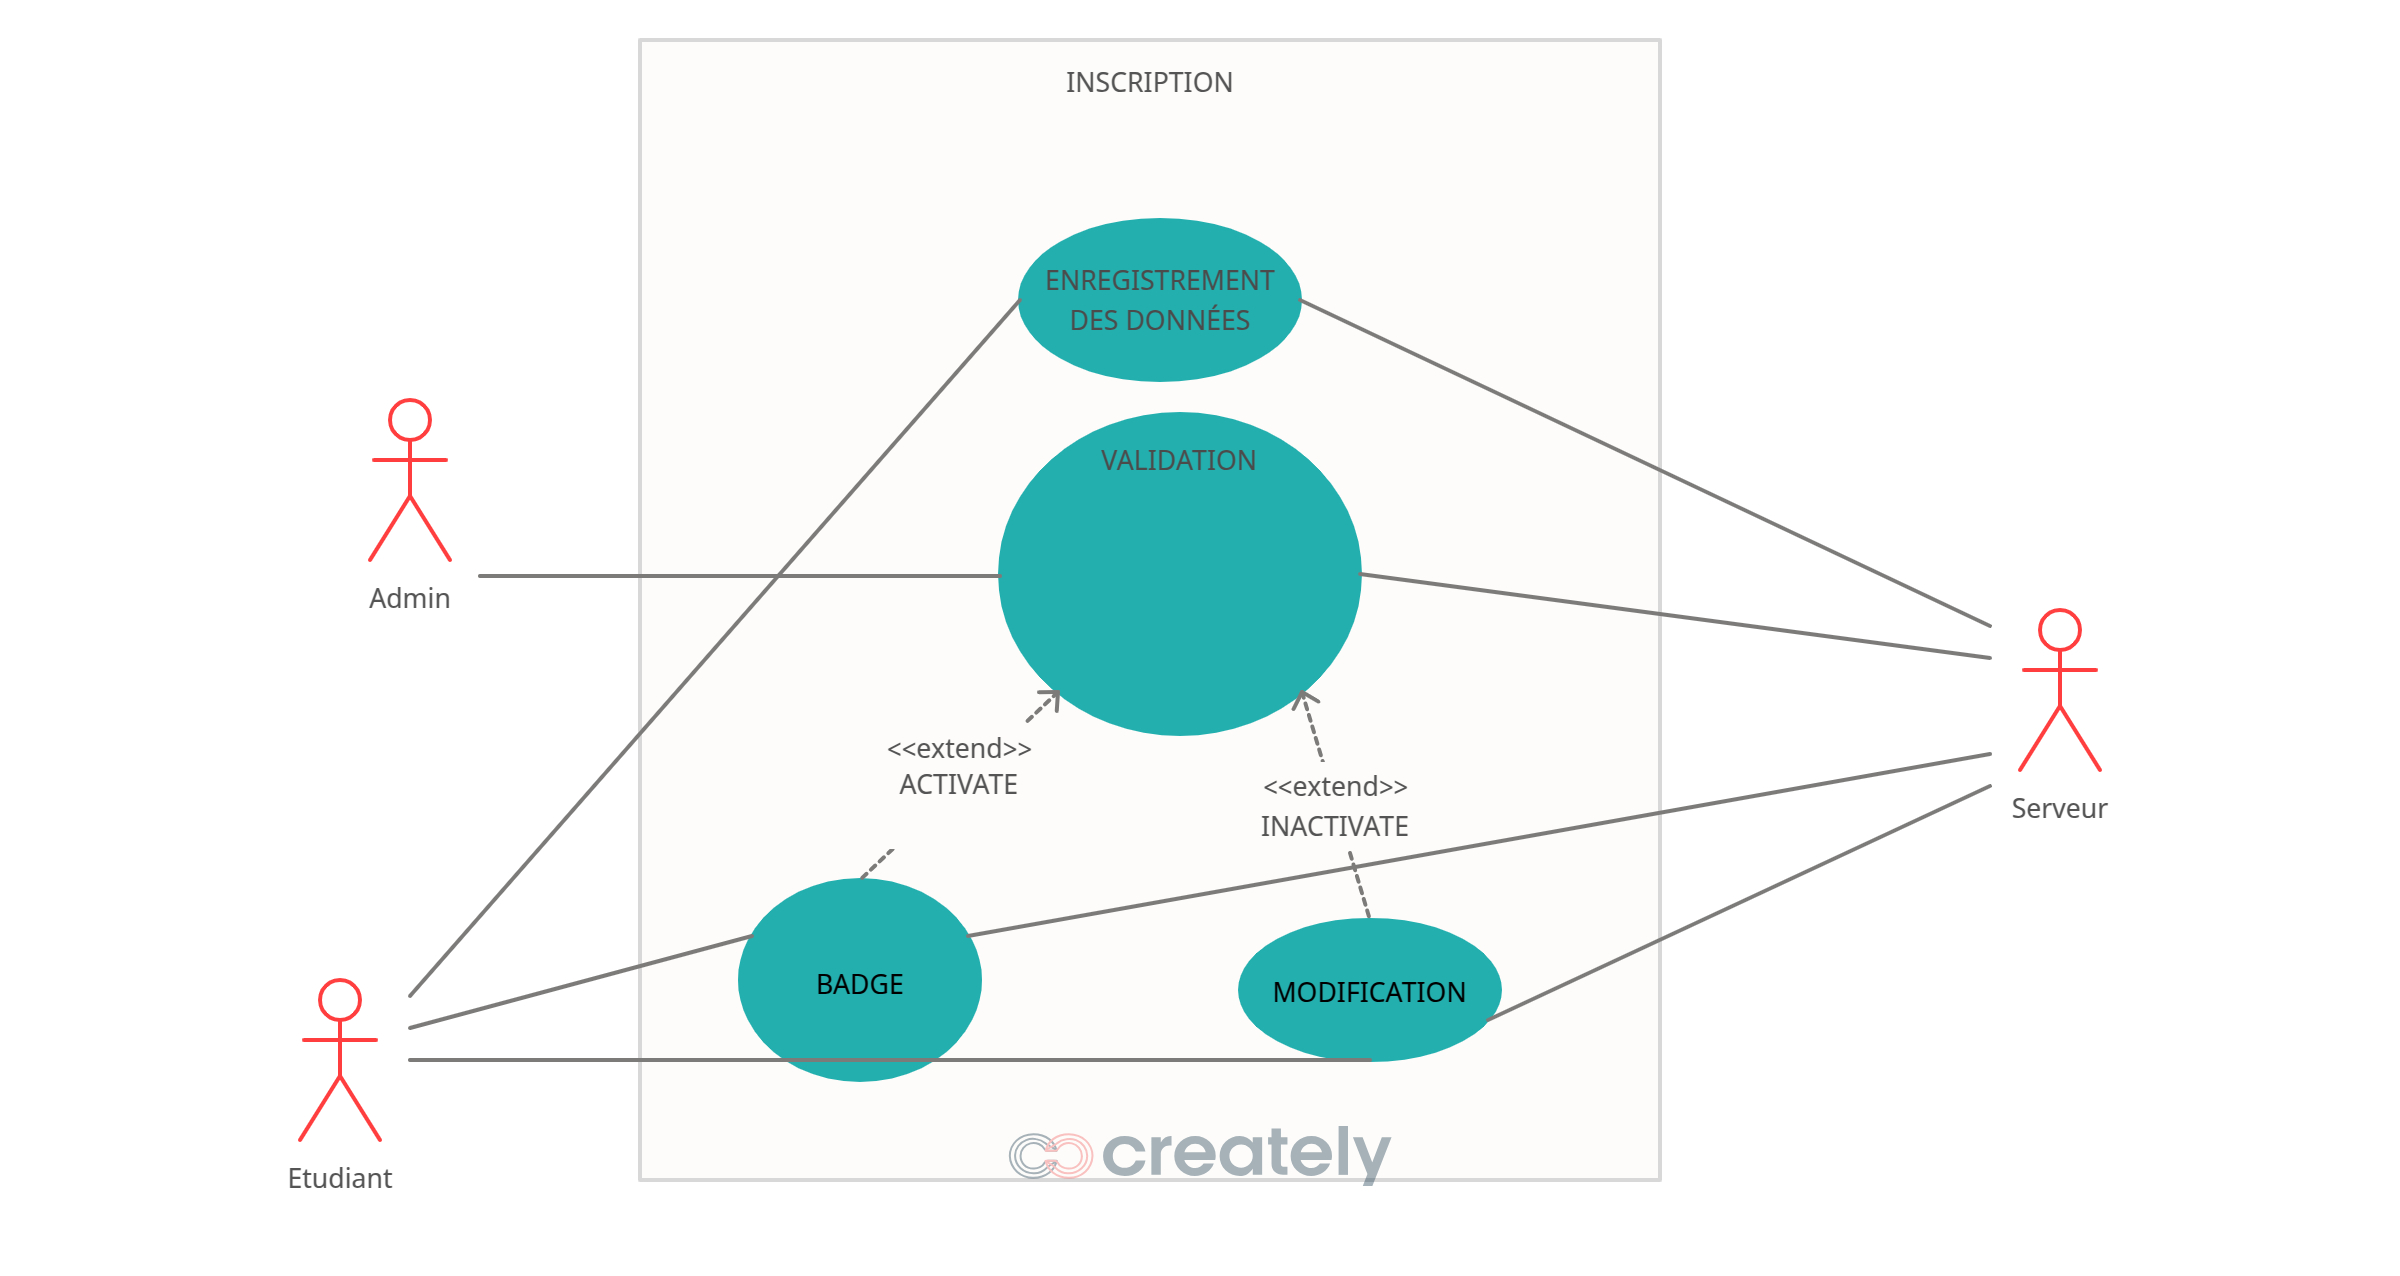 INSCRIPTION
ENREGISTREMENT
DES DONNÉES
VALIDATION
Admin
<<extend>>
ACTIVATE
<<extend>>
INACTIVATE
Serveur
BADGE
MODIFICATION
Etudiant
creately